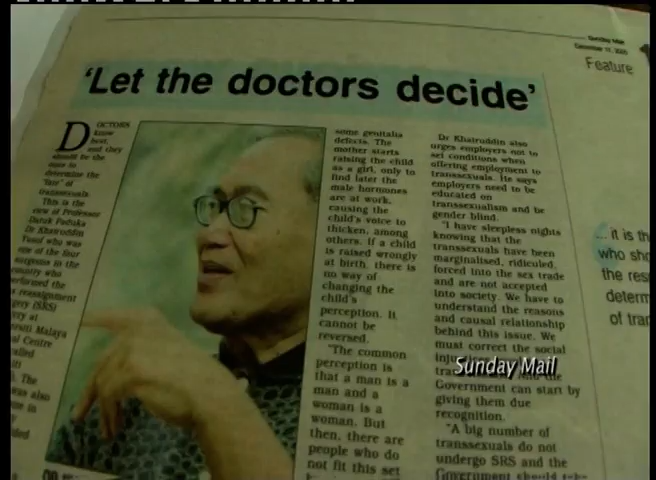 Sunday Mail
Feature
'Let the doctors decide'
DOCTORS
know
best,
and they
should be the
ones to
determine the
"fate" of
transsexuals.
This is the
view of Professor
Datuk Paduka
Dr Khairuddin
Yusof who was
one of the four
surgeons in the
some genitalia
defects. The
mother starts
raising the child
as a girl, only to
find later the
male hormones
are at work,
causing the
child's voice to
thicken, among
others. If a child
is raised wrongly
at birth, there is
no way of
changing the
child's
perception. It
cannot be
reversed.
"The common
perception is
that a man is a
man and a
woman is a
woman. But
then, there are
people who do
not fit this set
Dr Khairuddin also
urges employers not to
set conditions when
offering employment to
transsexuals. He says
employers need to be
educated on
transsexualism and be
gender blind.
"I have sleepless nights
knowing that the
transsexuals have been
marginalised, ridiculed,
forced into the sex trade
and are not accepted
into society. We have to
understand the reasons
and causal relationship
behind this issue. We
must correct the social
Government can start by
giving them due
recognition.
"A big number of
transsexuals do not
undergo SRS and the
Government should
...it is th
who sho
the res
determ
of tran
Sunday Mail